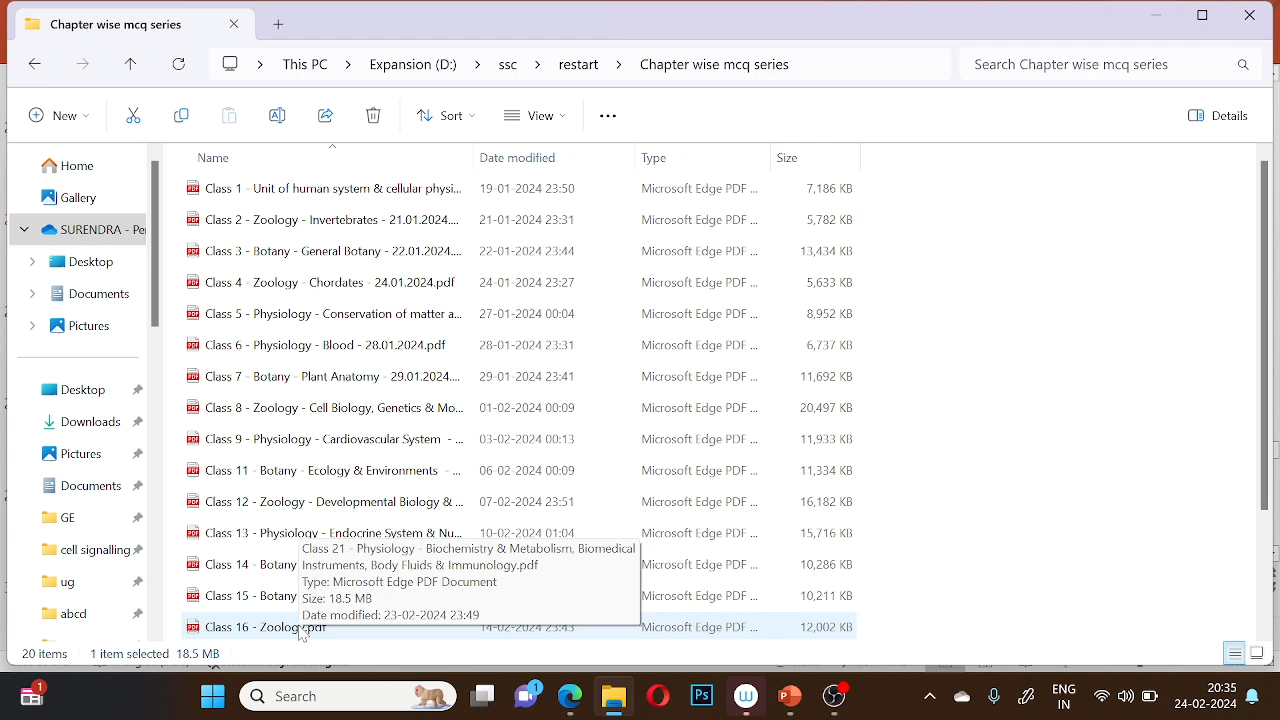 Chapter wise mcq series
This PC > Expansion (D:) > ssc > restart > Chapter wise mcq series
Search Chapter wise mcq series
New
Sort
View
Details
Home
Gallery
SURENDRA - Per
Desktop
Documents
Pictures
Desktop
Downloads
Pictures
Documents
GE
cell signalling
ug
abcd
Name Date modified Type Size
Class 1 - Unit of human system & cellular physi... 19-01-2024 23:50 Microsoft Edge PDF ... 7,186 KB
Class 2 - Zoology - Invertebrates - 21.01.2024.... 21-01-2024 23:31 Microsoft Edge PDF ... 5,782 KB
Class 3 - Botany - General Botany - 22.01.2024.... 22-01-2024 23:44 Microsoft Edge PDF ... 13,434 KB
Class 4 - Zoology - Chordates - 24.01.2024.pdf 24-01-2024 23:27 Microsoft Edge PDF ... 5,633 KB
Class 5 - Physiology - Conservation of matter a... 27-01-2024 00:04 Microsoft Edge PDF ... 8,952 KB
Class 6 - Physiology - Blood - 28.01.2024.pdf 28-01-2024 23:31 Microsoft Edge PDF ... 6,737 KB
Class 7 - Botany - Plant Anatomy - 29.01.2024.... 29-01-2024 23:41 Microsoft Edge PDF ... 11,692 KB
Class 8 - Zoology - Cell Biology, Genetics & Mo... 01-02-2024 00:09 Microsoft Edge PDF ... 20,497 KB
Class 9 - Physiology - Cardiovascular System - ... 03-02-2024 00:13 Microsoft Edge PDF ... 11,933 KB
Class 11 - Botany - Ecology & Environments - ... 06-02-2024 00:09 Microsoft Edge PDF ... 11,334 KB
Class 12 - Zoology - Developmental Biology & ... 07-02-2024 23:51 Microsoft Edge PDF ... 16,182 KB
Class 13 - Physiology - Endocrine System & Nu... 10-02-2024 01:04 Microsoft Edge PDF ... 15,716 KB
Class 14 - Botany Microsoft Edge PDF ... 10,286 KB
Class 15 - Botany Microsoft Edge PDF ... 10,211 KB
Class 16 - Zoology.pdf 14-02-2024 23:43 Microsoft Edge PDF ... 12,002 KB
Class 21 - Physiology - Biochemistry & Metabolism, Biomedical
Instruments, Body Fluids & Immunology.pdf
Type: Microsoft Edge PDF Document
Size: 18.5 MB
Date modified: 23-02-2024 23:49
20 items 1 item selected 18.5 MB
1
Search
1
ENG
IN
20:35
24-02-2024